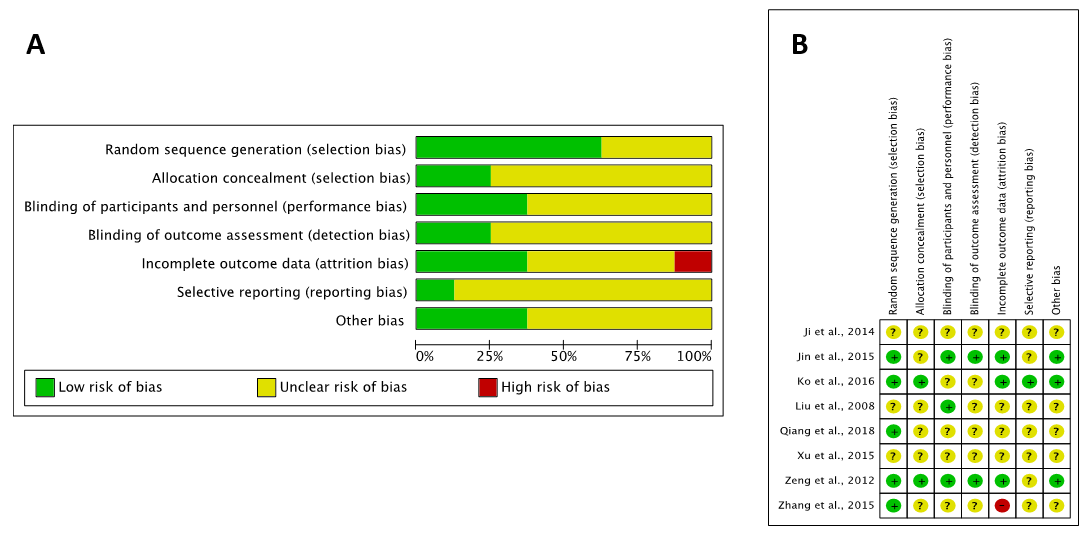 A
Random sequence generation (selection bias)
Allocation concealment (selection bias)
Blinding of participants and personnel (performance bias)
Blinding of outcome assessment (detection bias)
Incomplete outcome data (attrition bias)
Selective reporting (reporting bias)
Other bias
0% 25% 50% 75% 100%
Low risk of bias Unclear risk of bias High risk of bias
B
Random sequence generation (selection bias)
Allocation concealment (selection bias)
Blinding of participants and personnel (performance bias)
Blinding of outcome assessment (detection bias)
Incomplete outcome data (attrition bias)
Selective reporting (reporting bias)
Other bias
Ji et al., 2014 ? ? ? ? ? ? ?
Jin et al., 2015 + ? + + + ? +
Ko et al., 2016 + + ? ? + + +
Liu et al., 2008 ? ? + ? ? ? ?
Qiang et al., 2018 + ? ? ? ? ? ?
Xu et al., 2015 ? ? ? ? ? ? ?
Zeng et al., 2012 + + + + + ? +
Zhang et al., 2015 + ? ? ? - ? ?